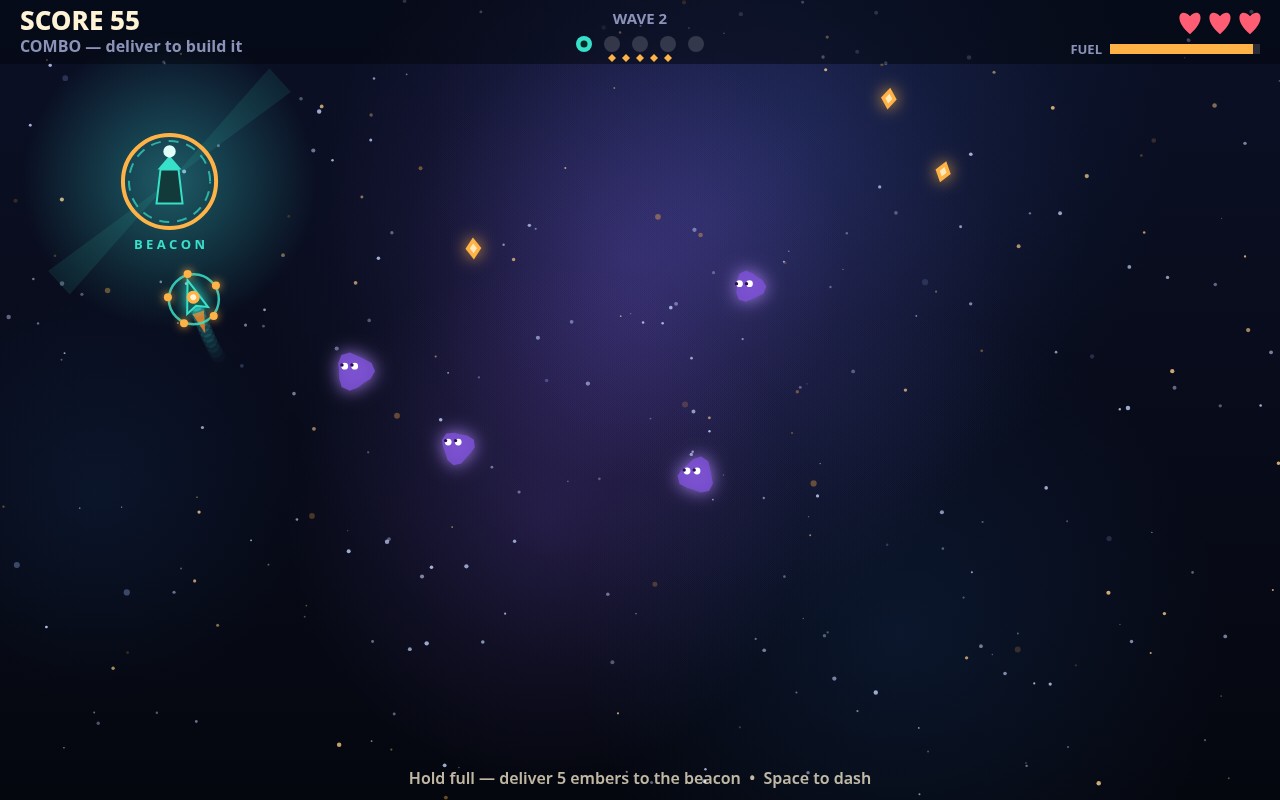 SCORE 55
COMBO — deliver to build it
WAVE 2
FUEL
BEACON
Hold full — deliver 5 embers to the beacon • Space to dash